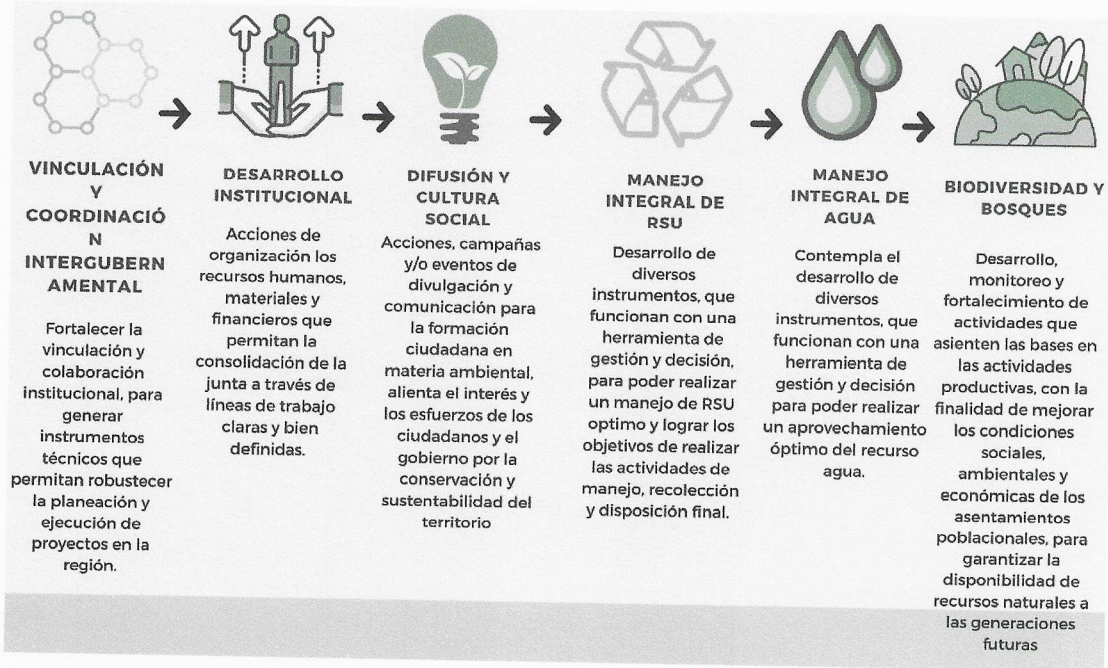 VINCULACIÓN
Y
COORDINACIÓ
N
INTERGUBERN
AMENTAL
Fortalecer la
vinculación y
colaboración
institucional, para
generar
instrumentos
técnicos que
permitan robustecer
la planeación y
ejecución de
proyectos en la
región.
DESARROLLO
INSTITUCIONAL
Acciones de
organización los
recursos humanos,
materiales y
financieros que
permitan la
consolidación de la
junta a través de
líneas de trabajo
claras y bien
definidas.
DIFUSIÓN Y
CULTURA
SOCIAL
Acciones, campañas
y/o eventos de
divulgación y
comunicación para
la formación
ciudadana en
materia ambiental,
alienta el interés y
los esfuerzos de los
ciudadanos y el
gobierno por la
conservación y
sustentabilidad del
territorio
MANEJO
INTEGRAL DE
RSU
Desarrollo de
diversos
instrumentos, que
funcionan con una
herramienta de
gestión y decisión,
para poder realizar
un manejo de RSU
optimo y lograr los
objetivos de realizar
las actividades de
manejo, recolección
y disposición final.
MANEJO
INTEGRAL DE
AGUA
Contempla el
desarrollo de
diversos
instrumentos, que
funcionan con una
herramienta de
gestión y decisión
para poder realizar
un aprovechamiento
óptimo del recurso
agua.
BIODIVERSIDAD Y
BOSQUES
Desarrollo,
monitoreo y
fortalecimiento de
actividades que
asienten las bases en
las actividades
productivas, con la
finalidad de mejorar
los condiciones
sociales,
ambientales y
económicas de los
asentamientos
poblacionales, para
garantizar la
disponibilidad de
recursos naturales a
las generaciones
futuras